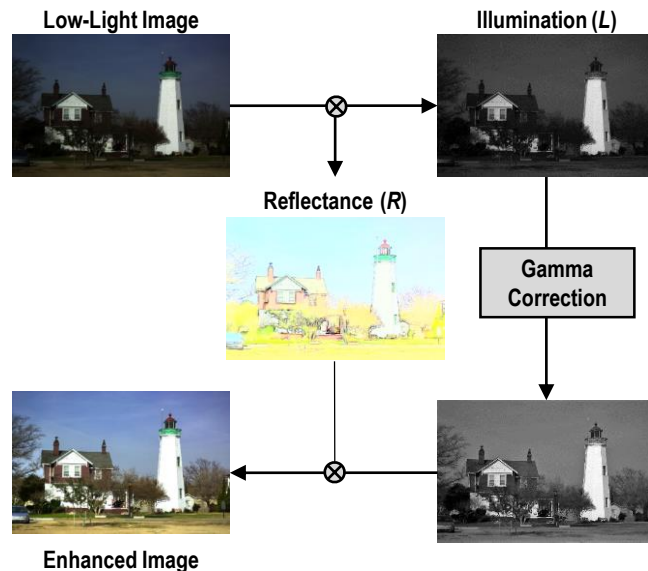 Low-Light Image
Illumination (L)
Reflectance (R)
Gamma
Correction
Enhanced Image